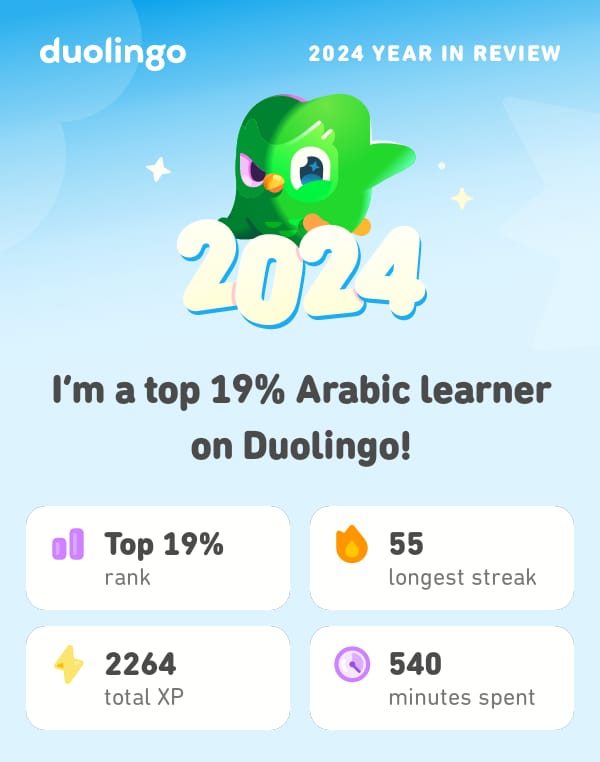 duolingo
2024 YEAR IN REVIEW
2024
I'm a top 19% Arabic learner
on Duolingo!
Top 19%
rank
55
longest streak
2264
total XP
540
minutes spent